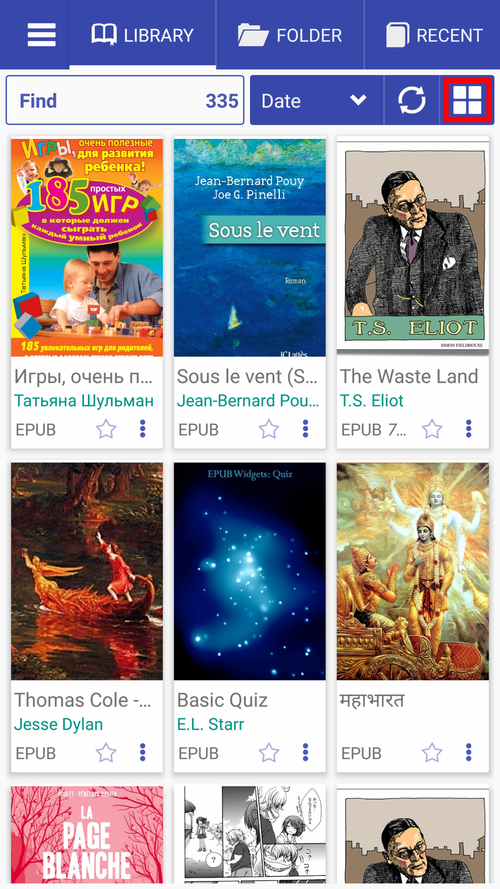 LIBRARY
FOLDER
RECENT
Find
335
Date
Игры, очень полезные
для развития
ребенка!
185 простых
игр
в которые должен
сыграть
каждый умный ребенок
Татьяна Шульман
185 увлекательных игр для родителей,
Jean-Bernard Pouy
Joe G. Pinelli
Sous le vent
Roman
T.S. ELIOT
SIMON FIELDHOUSE
Игры, очень п...
Татьяна Шульман
EPUB
Sous le vent (S...
Jean-Bernard Pou...
EPUB
The Waste Land
T.S. Eliot
EPUB 7...
EPUB Widgets: Quiz
Thomas Cole -...
Jesse Dylan
EPUB
Basic Quiz
E.L. Starr
EPUB
महाभारत
EPUB
LA
PAGE
BLANCHE